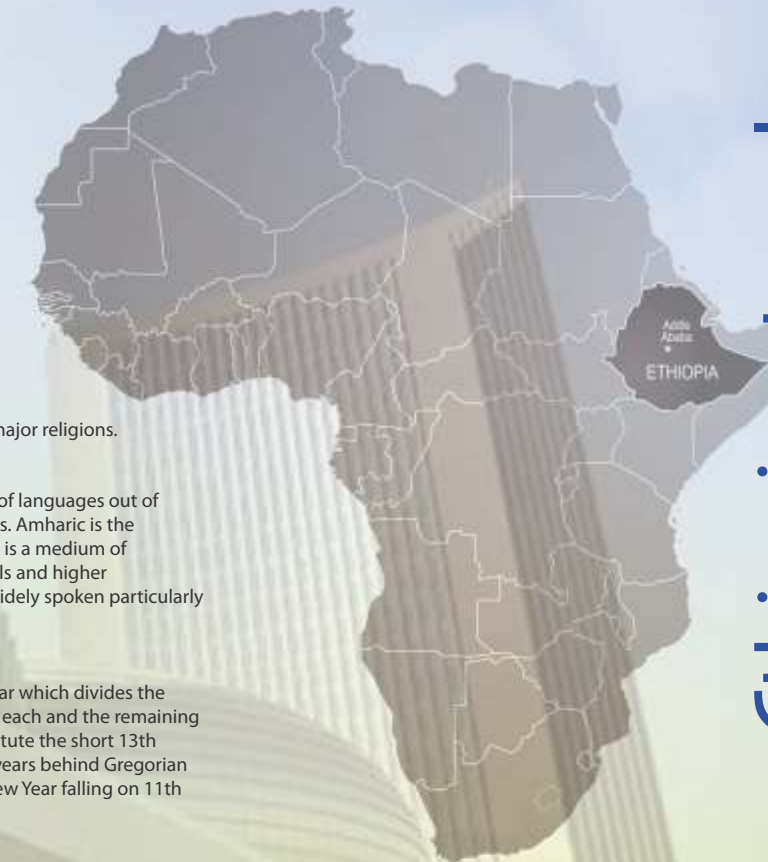 Addis
Ababa
ETHIOPIA
major religions.
of languages out of
s. Amharic is the
is a medium of
ls and higher
videly spoken particularly
ar which divides the
each and the remaining
tute the short 13th
years behind Gregorian
ew Year falling on 11th